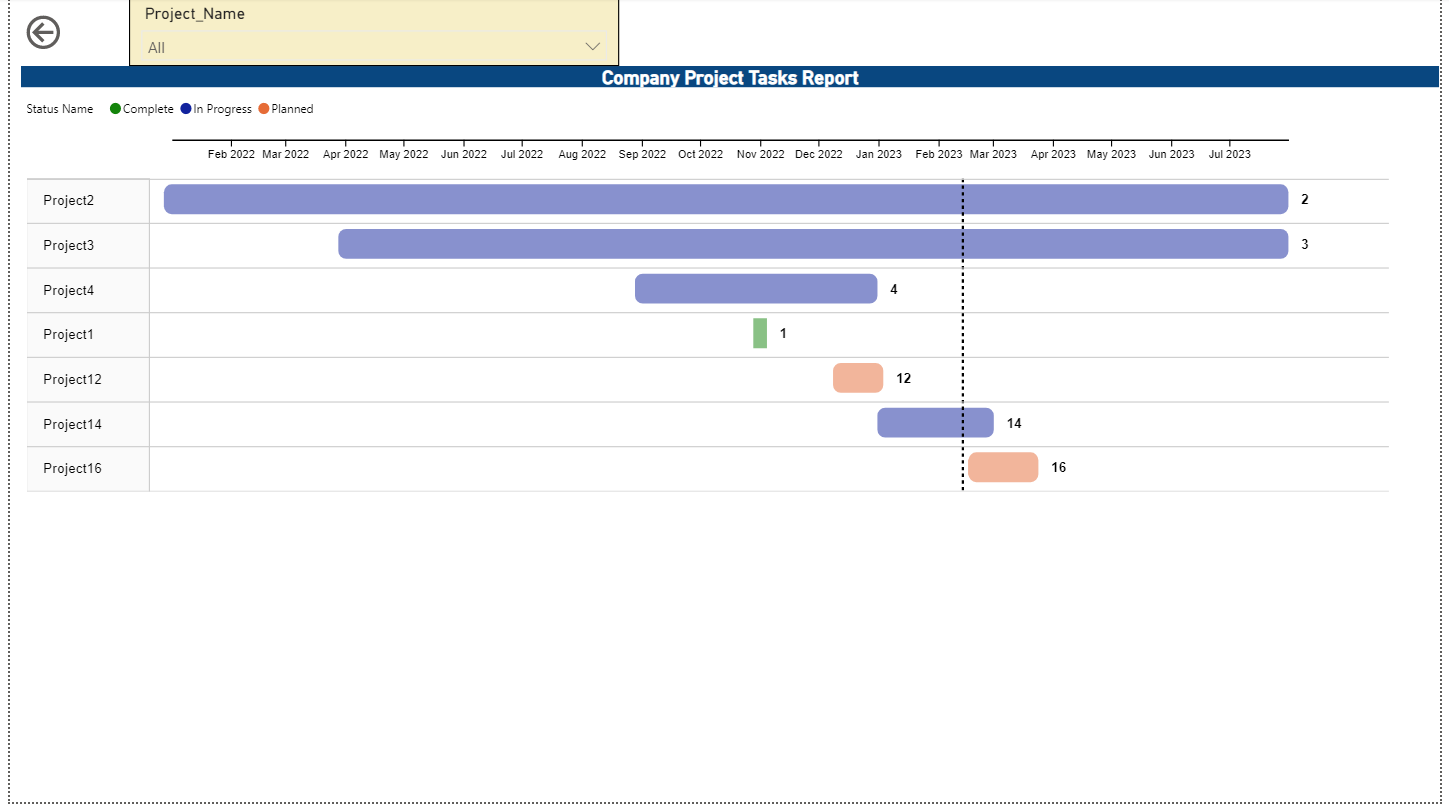 Project_Name
All
Company Project Tasks Report
Status Name Complete In Progress Planned
Feb 2022 Mar 2022 Apr 2022 May 2022 Jun 2022 Jul 2022 Aug 2022 Sep 2022 Oct 2022 Nov 2022 Dec 2022 Jan 2023 Feb 2023 Mar 2023 Apr 2023 May 2023 Jun 2023 Jul 2023
Project2 2
Project3 3
Project4 4
Project1 1
Project12 12
Project14 14
Project16 16